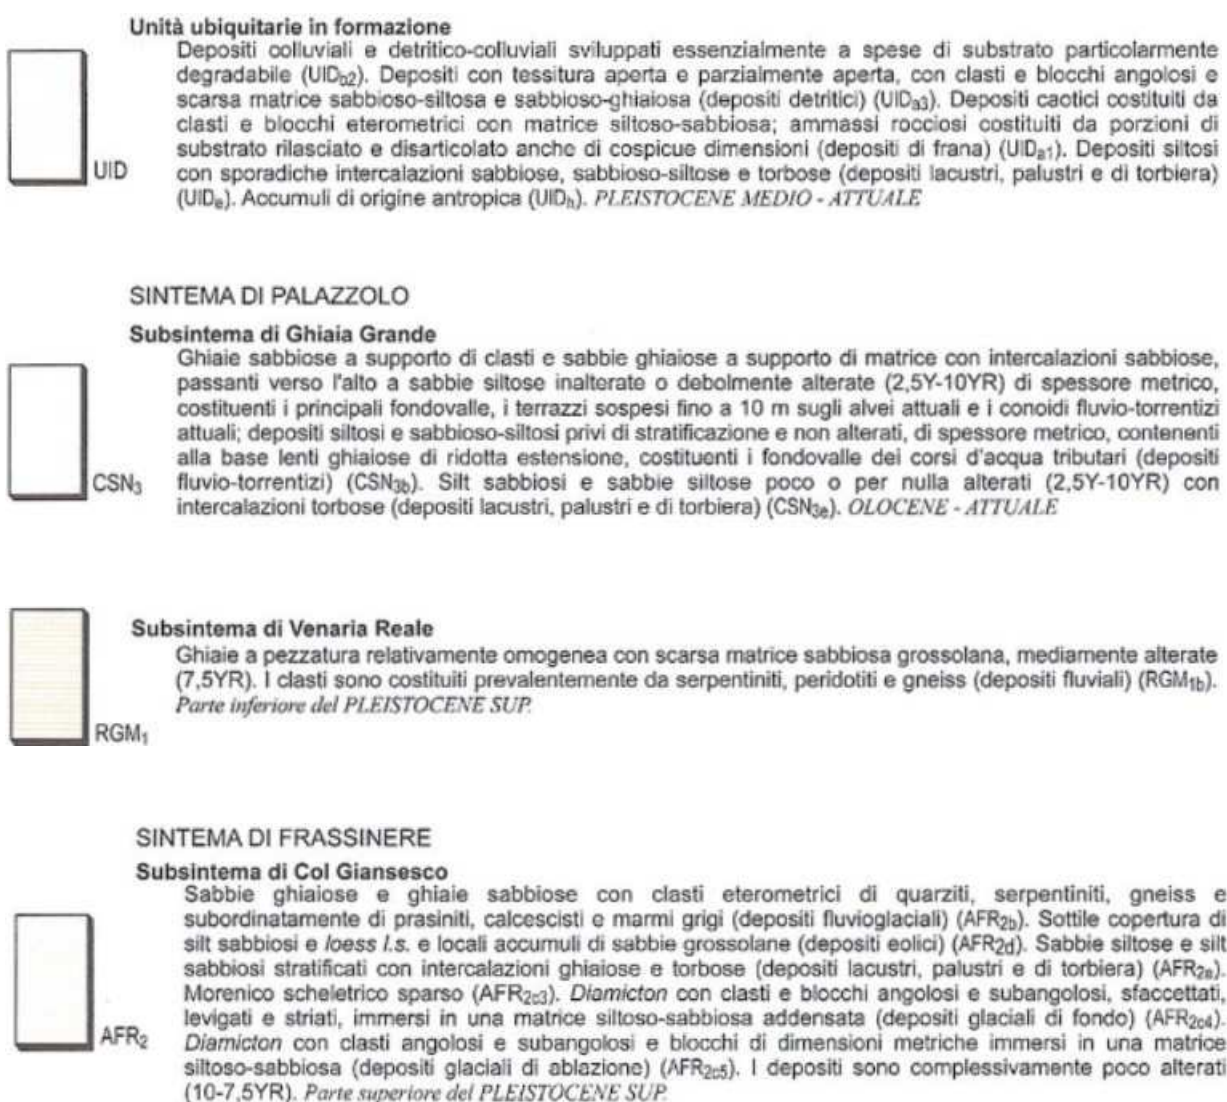 Unità ubiquitarie in formazione
Depositi colluviali e detritico-colluviali sviluppati essenzialmente a spese di substrato particolarmente
degradabile (UIDb2). Depositi con tessitura aperta e parzialmente aperta, con clasti e blocchi angolosi e
scarsa matrice sabbioso-siltosa e sabbioso-ghiaiosa (depositi detritici) (UIDa3). Depositi caotici costituiti da
clasti e blocchi eterometrici con matrice siltoso-sabbiosa; ammassi rocciosi costituiti da porzioni di
substrato rilasciato e disarticolato anche di cospicue dimensioni (depositi di frana) (UIDa1). Depositi siltosi
con sporadiche intercalazioni sabbiose, sabbioso-siltose e torbose (depositi lacustri, palustri e di torbiera)
(UIDe). Accumuli di origine antropica (UIDh). PLEISTOCENE MEDIO - ATTUALE
UID
SINTEMA DI PALAZZOLO
Subsintema di Ghiaia Grande
Ghiaie sabbiose a supporto di clasti e sabbie ghiaiose a supporto di matrice con intercalazioni sabbiose,
passanti verso l'alto a sabbie siltose inalterate o debolmente alterate (2,5Y-10YR) di spessore metrico,
costituenti i principali fondovalle, i terrazzi sospesi fino a 10 m sugli alvei attuali e i conoidi fluvio-torrentizi
attuali; depositi siltosi e sabbioso-siltosi privi di stratificazione e non alterati, di spessore metrico, contenenti
alla base lenti ghiaiose di ridotta estensione, costituenti i fondovalle dei corsi d'acqua tributari (depositi
fluvio-torrentizi) (CSN3b). Silt sabbiosi e sabbie siltose poco o per nulla alterati (2,5Y-10YR) con
intercalazioni torbose (depositi lacustri, palustri e di torbiera) (CSN3e). OLOCENE - ATTUALE
CSN3
Subsintema di Venaria Reale
Ghiaie a pezzatura relativamente omogenea con scarsa matrice sabbiosa grossolana, mediamente alterate
(7,5YR). I clasti sono costituiti prevalentemente da serpentiniti, peridotiti e gneiss (depositi fluviali) (RGM1b).
Parte inferiore del PLEISTOCENE SUP.
RGM1
SINTEMA DI FRASSINERE
Subsintema di Col Giansesco
Sabbie ghiaiose e ghiaie sabbiose con clasti eterometrici di quarziti, serpentiniti, gneiss e
subordinatamente di prasiniti, calcescisti e marmi grigi (depositi fluvioglaciali) (AFR2b). Sottile copertura di
silt sabbiosi e loess l.s. e locali accumuli di sabbie grossolane (depositi eolici) (AFR2d). Sabbie siltose e silt
sabbiosi stratificati con intercalazioni ghiaiose e torbose (depositi lacustri, palustri e di torbiera) (AFR2e).
Morenico scheletrico sparso (AFR2c3). Diamicton con clasti e blocchi angolosi e subangolosi, sfaccettati,
levigati e striati, immersi in una matrice siltoso-sabbiosa addensata (depositi glaciali di fondo) (AFR2c4).
Diamicton con clasti angolosi e subangolosi e blocchi di dimensioni metriche immersi in una matrice
siltoso-sabbiosa (depositi glaciali di ablazione) (AFR2c5). I depositi sono complessivamente poco alterati
(10-7,5YR). Parte superiore del PLEISTOCENE SUP.
AFR2